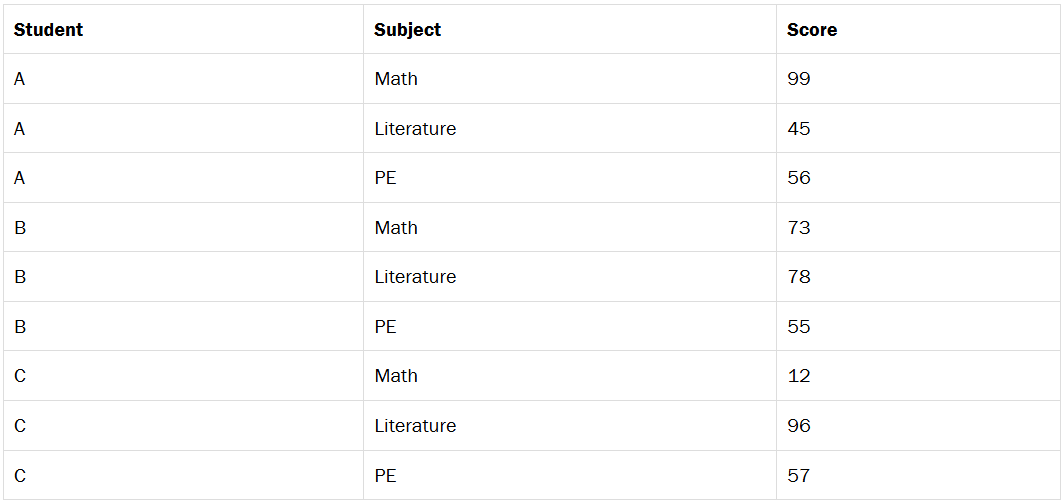 Student Subject Score
A Math 99
A Literature 45
A PE 56
B Math 73
B Literature 78
B PE 55
C Math 12
C Literature 96
C PE 57